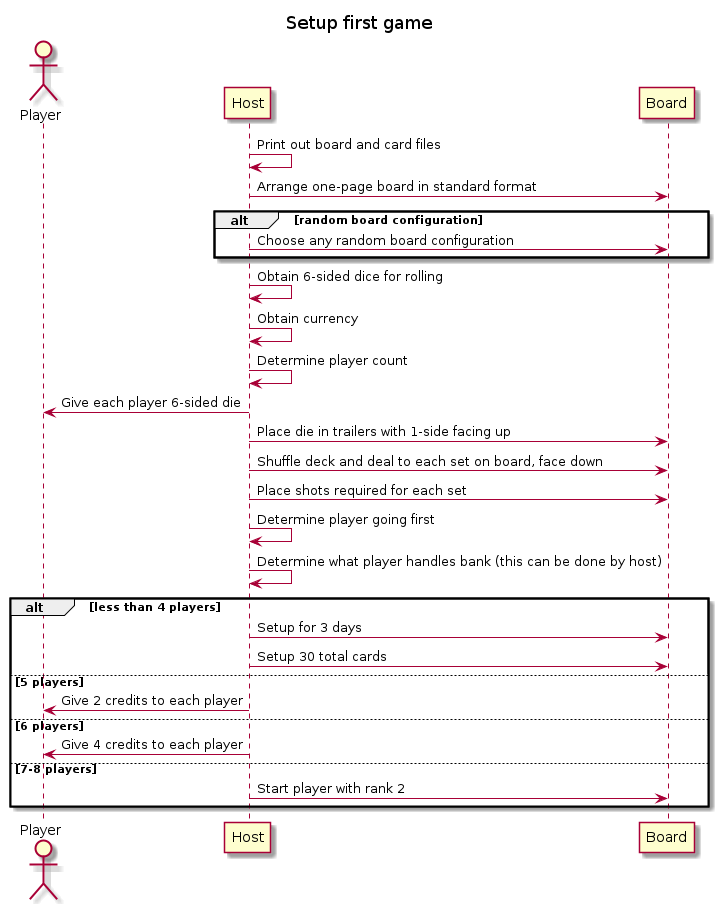 Setup first game
Player
Host
Board
Print out board and card files
Arrange one-page board in standard format
alt [random board configuration]
Choose any random board configuration
Obtain 6-sided dice for rolling
Obtain currency
Determine player count
Give each player 6-sided die
Place die in trailers with 1-side facing up
Shuffle deck and deal to each set on board, face down
Place shots required for each set
Determine player going first
Determine what player handles bank (this can be done by host)
alt [less than 4 players]
Setup for 3 days
Setup 30 total cards
[5 players]
Give 2 credits to each player
[6 players]
Give 4 credits to each player
[7-8 players]
Start player with rank 2
Player
Host
Board